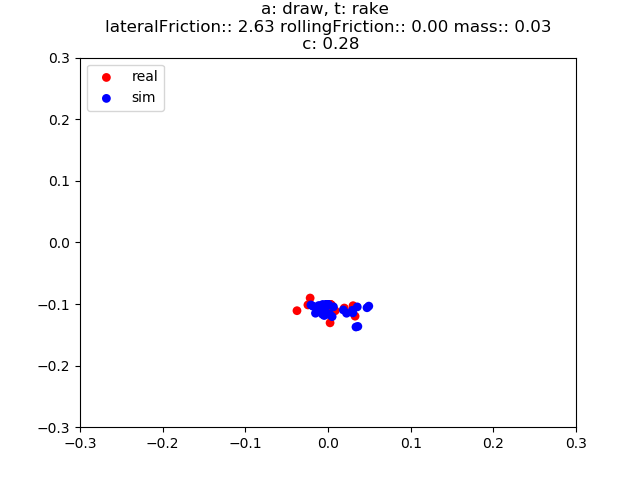 a: draw, t: rake
lateralFriction:: 2.63 rollingFriction:: 0.00 mass:: 0.03
c: 0.28
real
sim
0.3
0.2
0.1
0.0
−0.1
−0.2
−0.3
−0.3
−0.2
−0.1
0.0
0.1
0.2
0.3